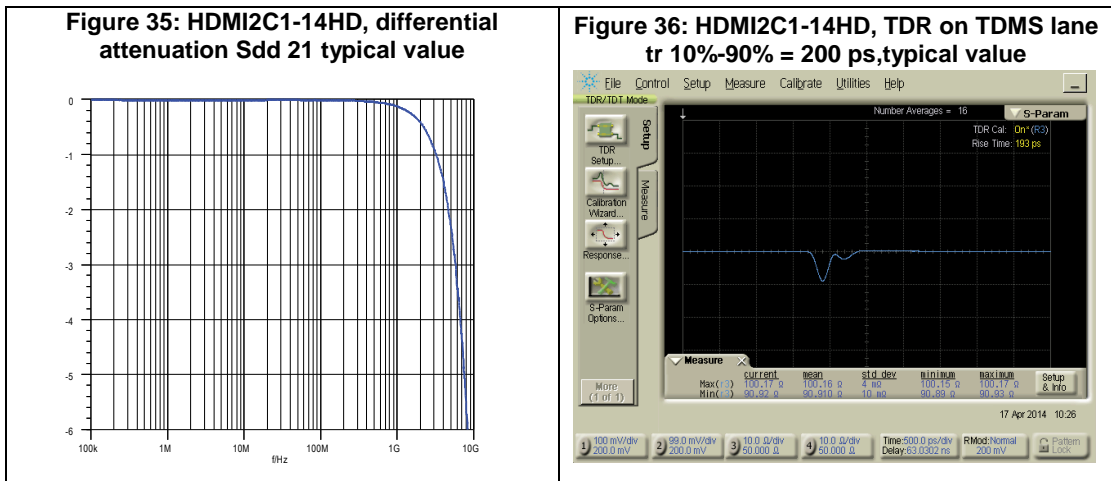 Figure 35: HDMI2C1-14HD, differential
attenuation Sdd 21 typical value
0
-1
-2
-3
-4
-5
-6
100k 1M 10M 100M 1G 10G
f/Hz
Figure 36: HDMI2C1-14HD, TDR on TDMS lane
tr 10%-90% = 200 ps,typical value
File Control Setup Measure Calibrate Utilities Help
TDR/TDT Mode
Number Averages = 16
S-Param
TDR Cal: On*(R3)
Rise Time: 193 ps
Setup
Measure
TDR
Setup...
Calibration
Wizard...
Response...
S-Param
Options...
More
(1 of 1)
Measure
current mean std dev minimum maximum
Max(:3) 100.17 Ω 100.16 Ω 4 mΩ 100.15 Ω 100.17 Ω
Min(:3) 90.92 Ω 90.910 Ω 10 mΩ 90.89 Ω 90.93 Ω
Setup
& Info
17 Apr 2014 10:26
1) 100 mV/div
200.0 mV
2) 99.0 mV/div
200.0 mV
3) 10.0 Ω/div
50.000 Ω
4) 10.0 Ω/div
50.000 Ω
Time:500.0 ps/div
Delay:63.0302 ns
RMod:Normal
200 mV
Pattern
Lock